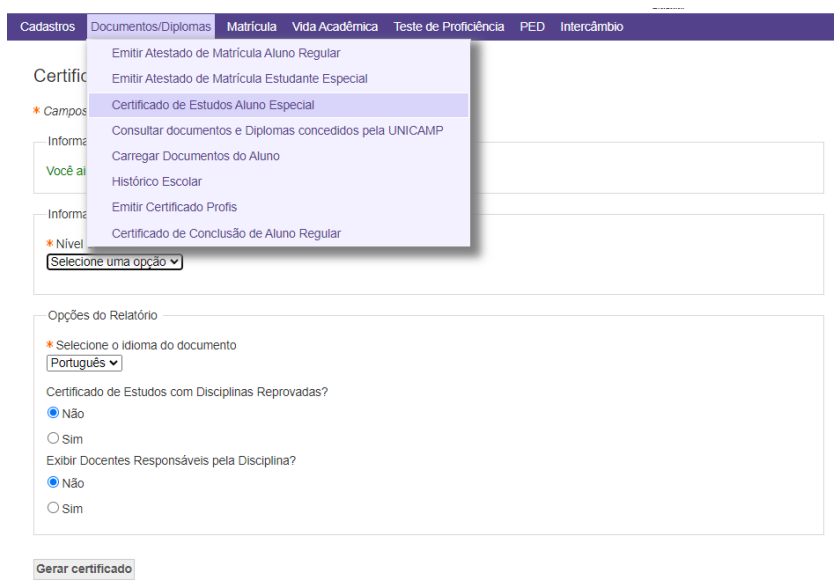 Cadastros Documentos/Diplomas Matrícula Vida Acadêmica Teste de Proficiência PED Intercâmbio
Emitir Atestado de Matrícula Aluno Regular
Emitir Atestado de Matrícula Estudante Especial
Certificado de Estudos Aluno Especial
Consultar documentos e Diplomas concedidos pela UNICAMP
Carregar Documentos do Aluno
Histórico Escolar
Emitir Certificado Profis
Certificado de Conclusão de Aluno Regular
Certific
* Campos
Informa
Você ai
Informa
* Nível
Selecione uma opção
Opções do Relatório
* Selecione o idioma do documento
Português
Certificado de Estudos com Disciplinas Reprovadas?
Não
Sim
Exibir Docentes Responsáveis pela Disciplina?
Não
Sim
Gerar certificado